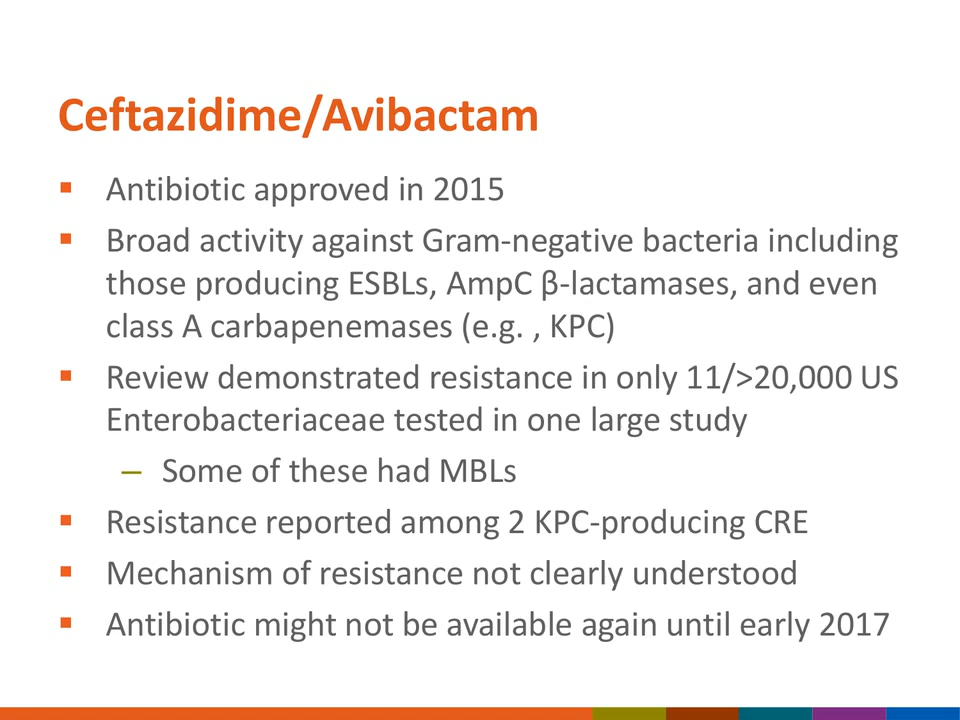 Ceftazidime/Avibactam
▪ Antibiotic approved in 2015
▪ Broad activity against Gram-negative bacteria including
those producing ESBLs, AmpC β-lactamases, and even
class A carbapenemases (e.g. , KPC)
▪ Review demonstrated resistance in only 11/>20,000 US
Enterobacteriaceae tested in one large study
– Some of these had MBLs
▪ Resistance reported among 2 KPC-producing CRE
▪ Mechanism of resistance not clearly understood
▪ Antibiotic might not be available again until early 2017